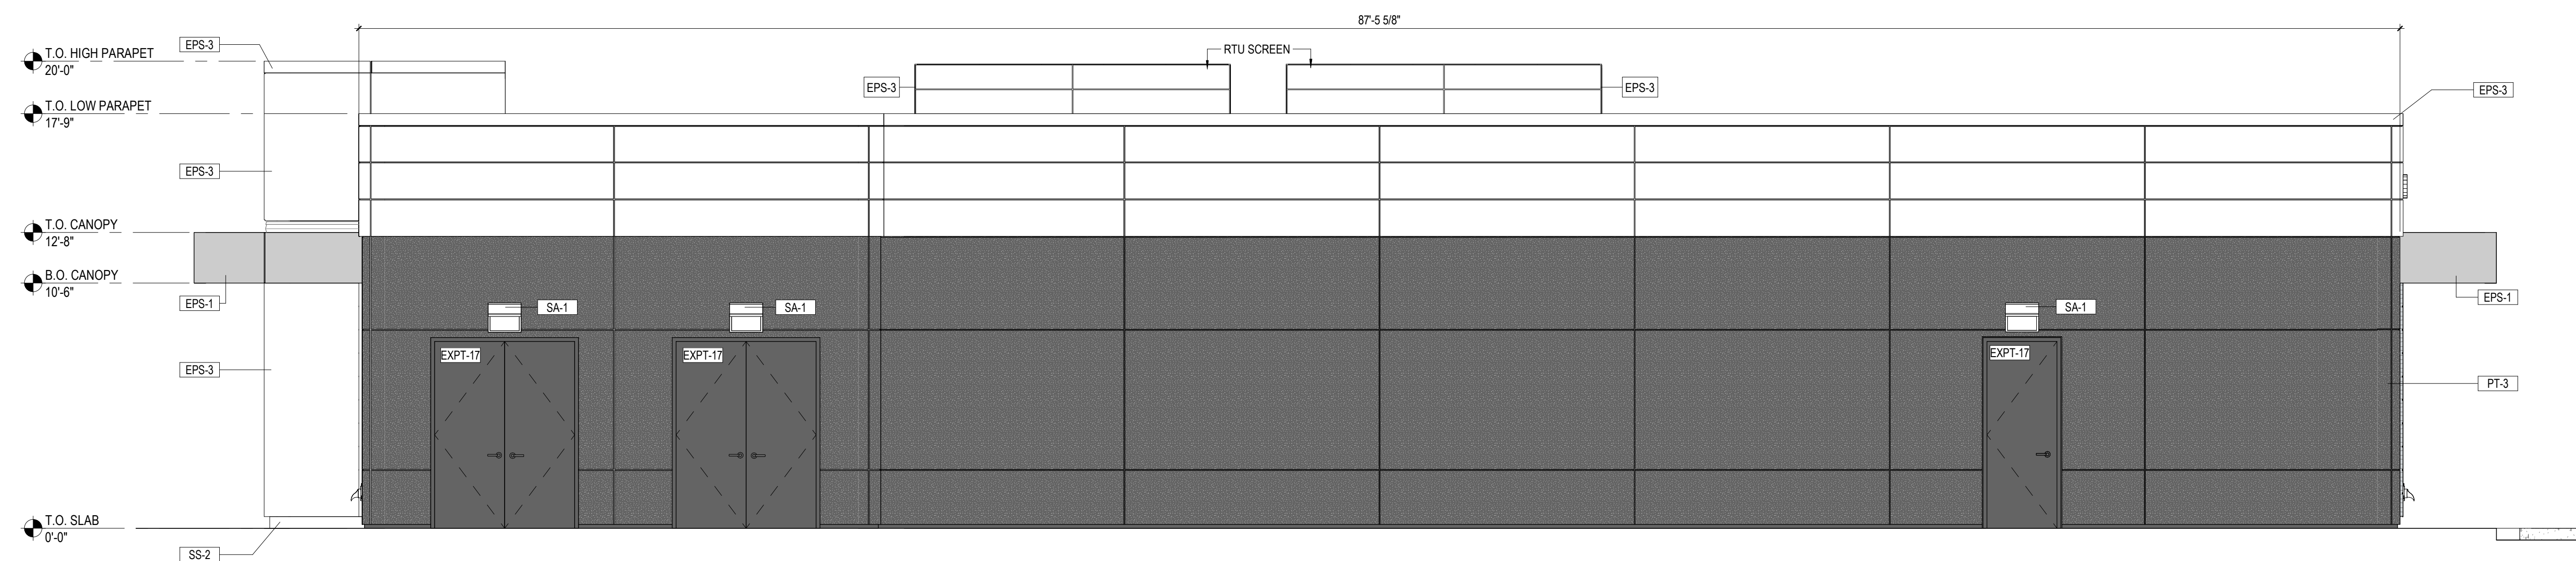 87'-5 5/8"
EPS-3
T.O. HIGH PARAPET
20'-0"
RTU SCREEN
EPS-3
EPS-3
EPS-3
T.O. LOW PARAPET
17'-9"
EPS-3
T.O. CANOPY
12'-8"
B.O. CANOPY
10'-6"
EPS-1
EPS-1
SA-1
SA-1
SA-1
EXPT-17
EXPT-17
EXPT-17
EPS-3
PT-3
T.O. SLAB
0'-0"
SS-2